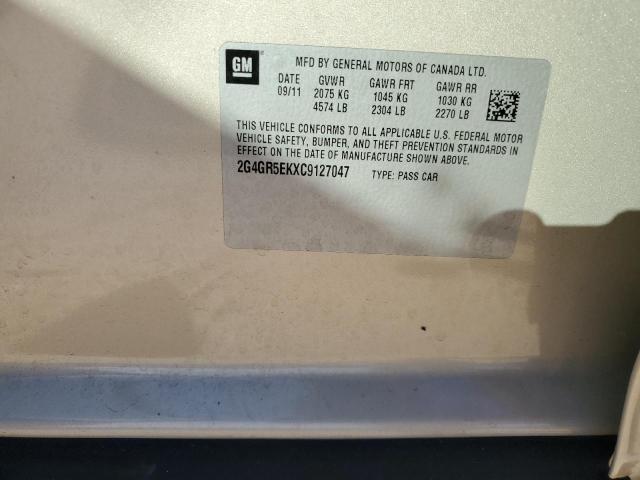 GM
MFD BY GENERAL MOTORS OF CANADA LTD.
DATE GVWR GAWR FRT GAWR RR
09/11 2075 KG 1045 KG 1030 KG
4574 LB 2304 LB 2270 LB
THIS VEHICLE CONFORMS TO ALL APPLICABLE U.S. FEDERAL MOTOR
VEHICLE SAFETY, BUMPER, AND THEFT PREVENTION STANDARDS IN
EFFECT ON THE DATE OF MANUFACTURE SHOWN ABOVE.
2G4GR5EKXC9127047 TYPE: PASS CAR